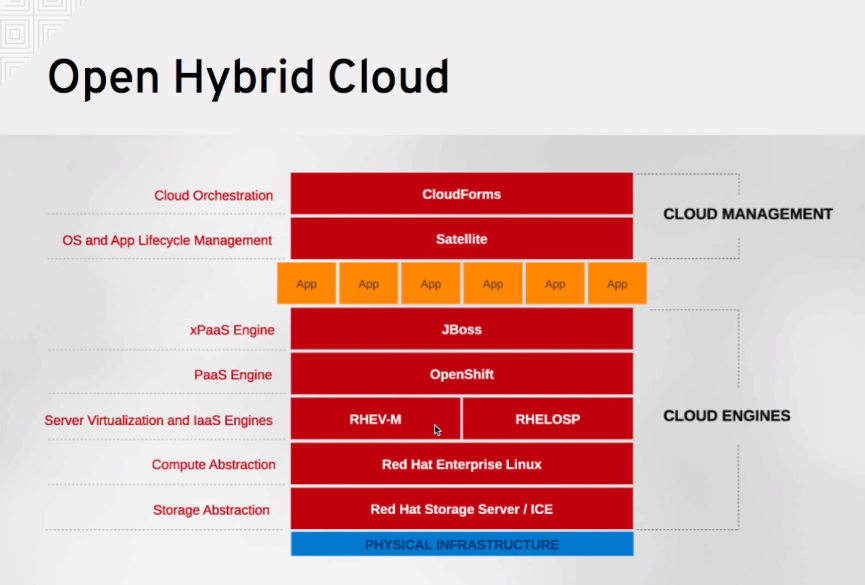 Open Hybrid Cloud
Cloud Orchestration
CloudForms
CLOUD MANAGEMENT
OS and App Lifecycle Management
Satellite
App App App App App App
xPaaS Engine
JBoss
PaaS Engine
OpenShift
Server Virtualization and IaaS Engines
RHEV-M
RHELOSP
CLOUD ENGINES
Compute Abstraction
Red Hat Enterprise Linux
Storage Abstraction
Red Hat Storage Server / ICE
PHYSICAL INFRASTRUCTURE